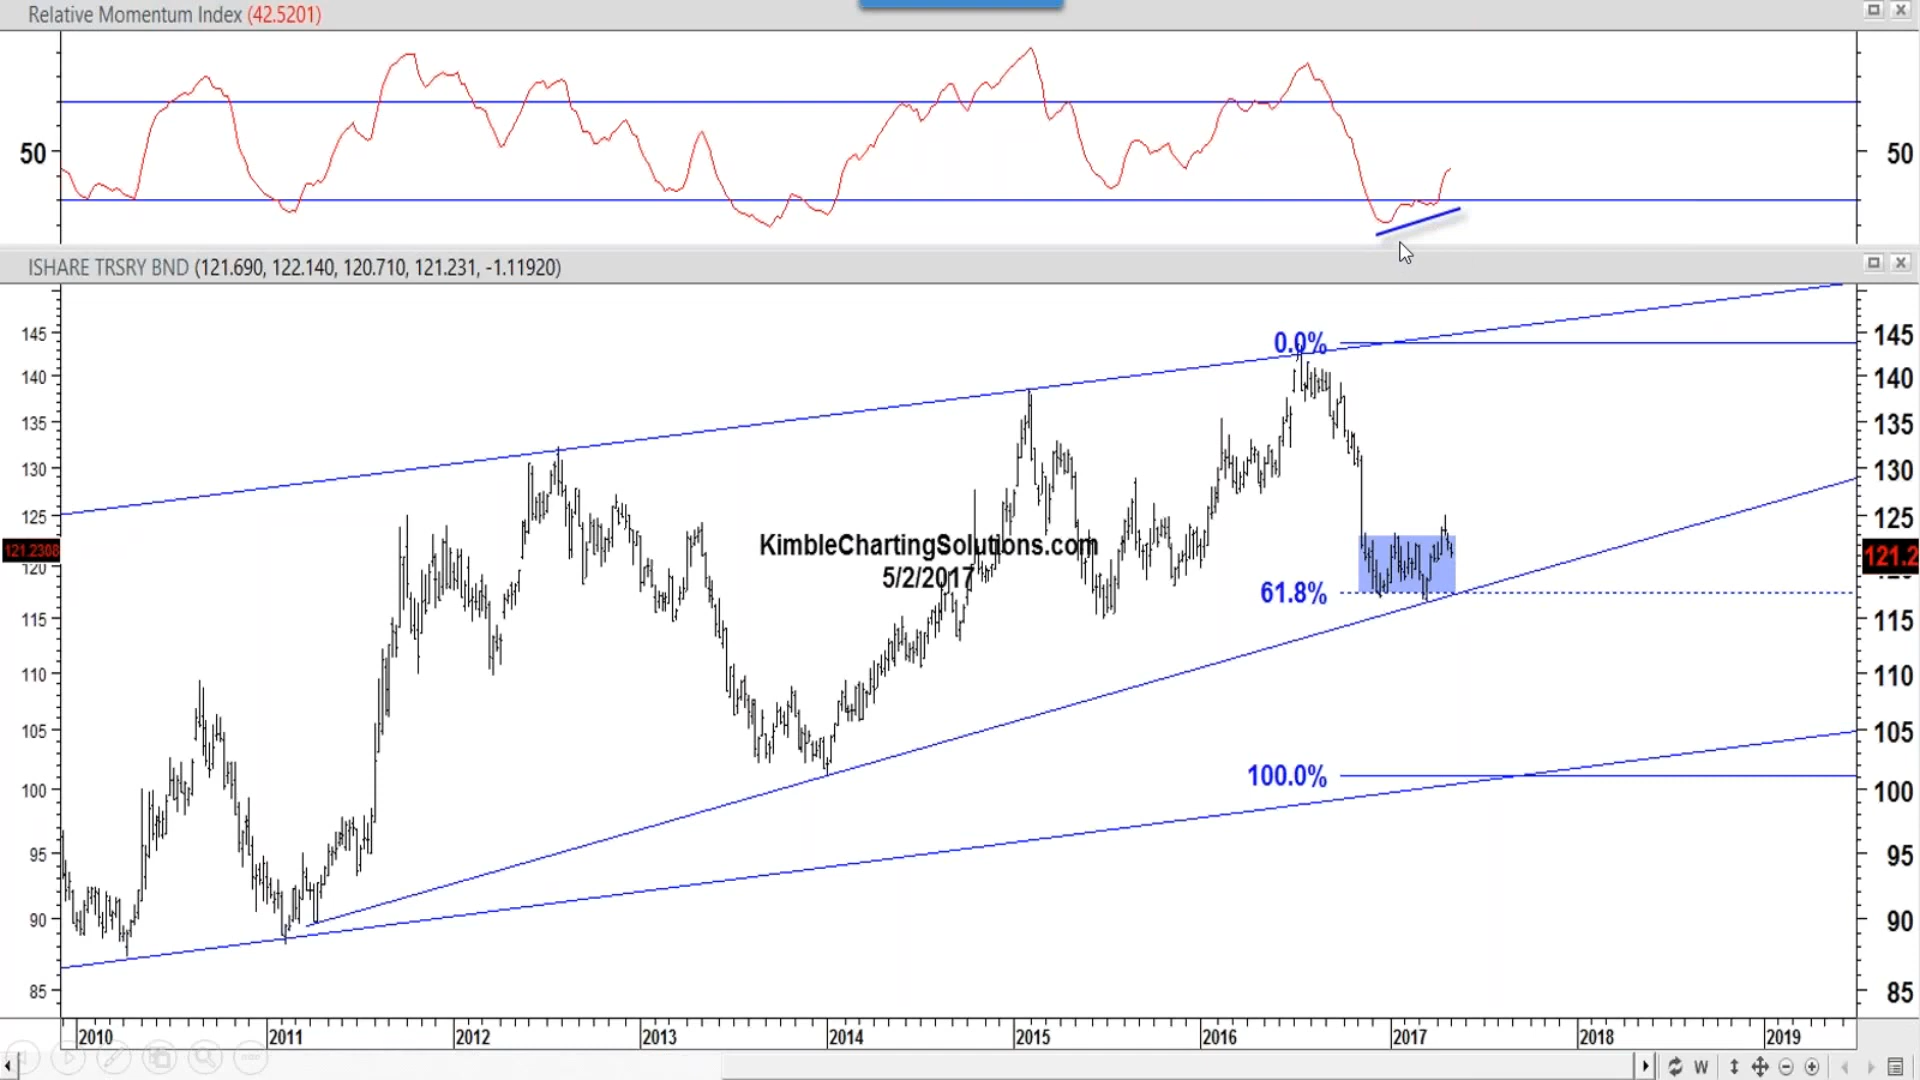 Relative Momentum Index (42.5201)
50 50
ISHARE TRSRY BND (121.690, 122.140, 120.710, 121.231, -1.11920)
145 0.0% 145
140 140
135 135
130 130
125 125
KimbleChartingSolutions.com
121.2308 121.2
120
5/2/2017
61.8%
115 115
110 110
105 105
100.0%
100 100
95 95
90 90
85 85
2010 2011 2012 2013 2014 2015 2016 2017 2018 2019
W